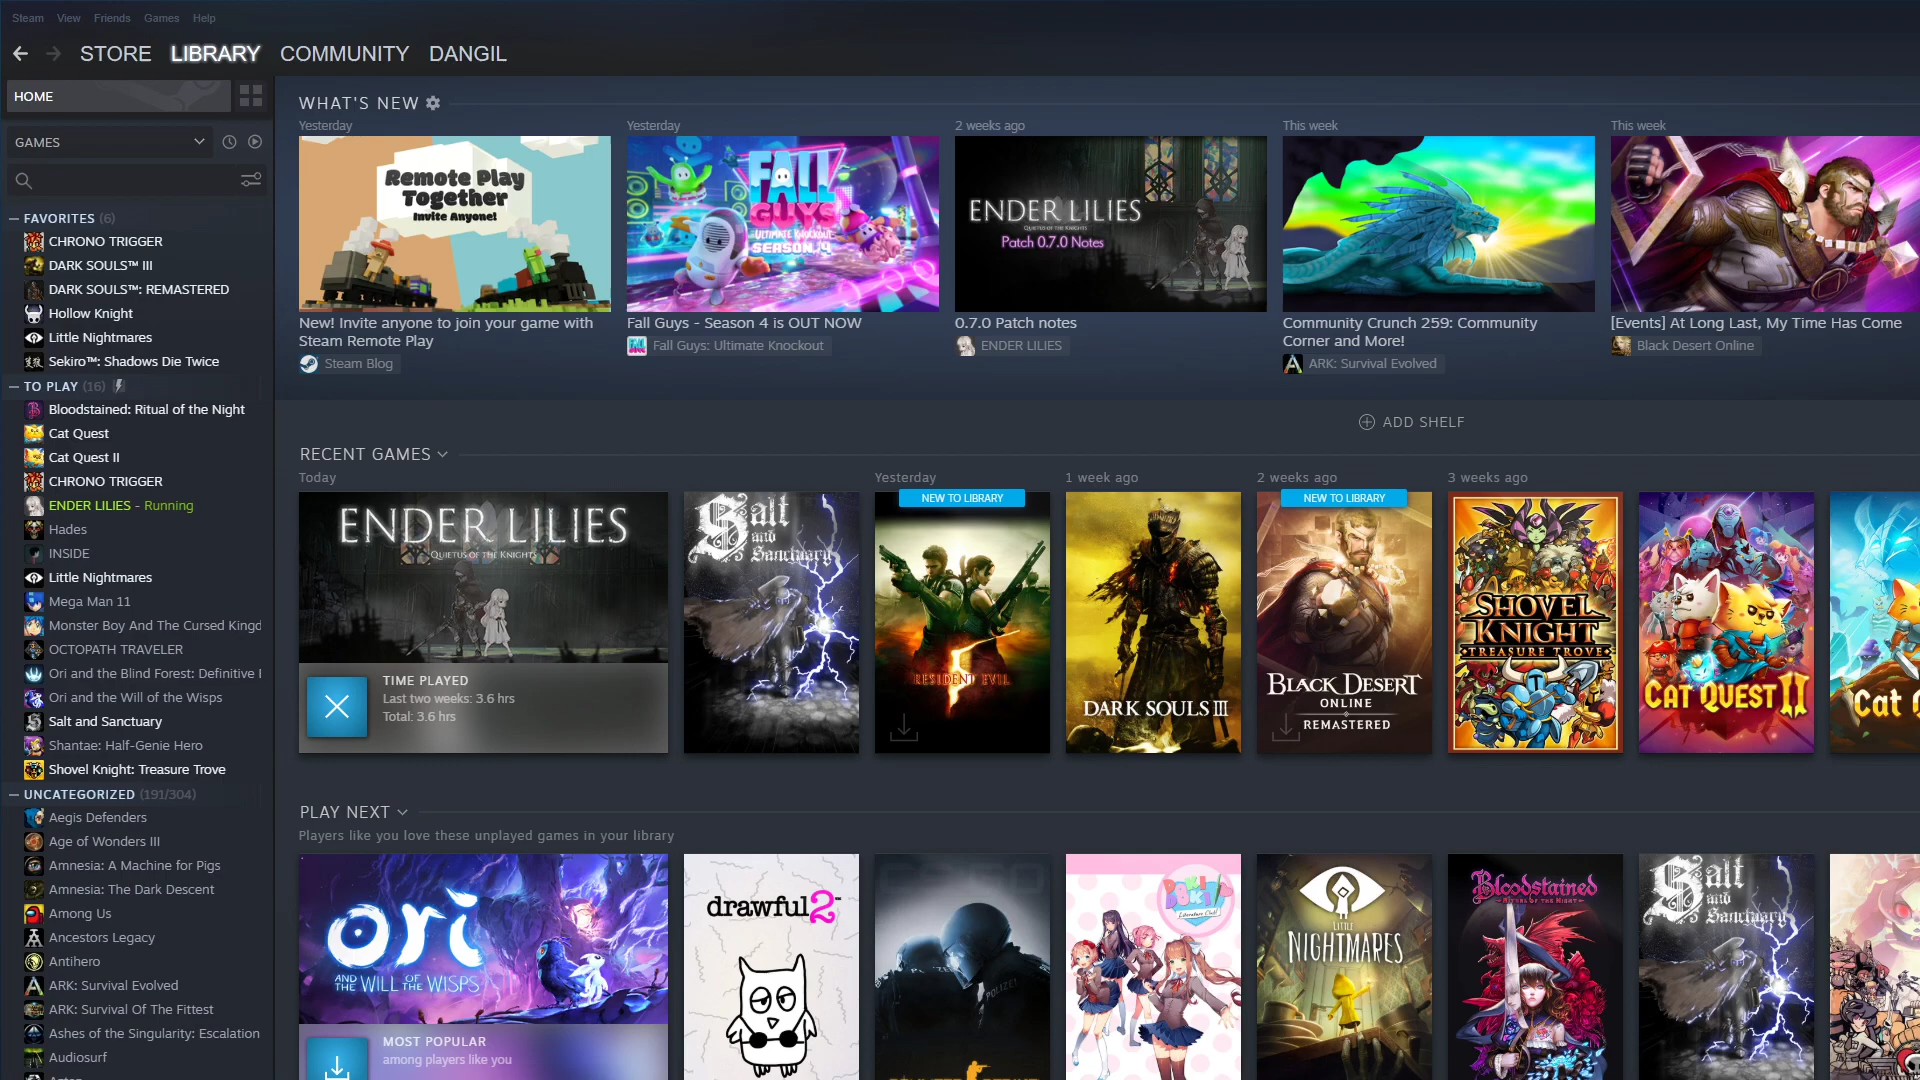 Steam View Friends Games Help
STORE LIBRARY COMMUNITY DANGIL
HOME
GAMES
FAVORITES (6)
CHRONO TRIGGER
DARK SOULS™ III
DARK SOULS™: REMASTERED
Hollow Knight
Little Nightmares
Sekiro™: Shadows Die Twice
TO PLAY (16)
Bloodstained: Ritual of the Night
Cat Quest
Cat Quest II
CHRONO TRIGGER
ENDER LILIES - Running
Hades
INSIDE
Little Nightmares
Mega Man 11
Monster Boy And The Cursed Kingd
OCTOPATH TRAVELER
Ori and the Blind Forest: Definitive
Ori and the Will of the Wisps
Salt and Sanctuary
Shantae: Half-Genie Hero
Shovel Knight: Treasure Trove
UNCATEGORIZED (191/304)
Aegis Defenders
Age of Wonders III
Amnesia: A Machine for Pigs
Amnesia: The Dark Descent
Among Us
Ancestors Legacy
Antihero
ARK: Survival Evolved
ARK: Survival Of The Fittest
Ashes of the Singularity: Escalation
Audiosurf
WHAT'S NEW
Yesterday
Remote Play
Together
Invite Anyone!
New! Invite anyone to join your game with
Steam Remote Play
Steam Blog
Yesterday
FALL
GUYS
ULTIMATE KNOCKOUT
SEASON 4
Fall Guys - Season 4 is OUT NOW
Fall Guys: Ultimate Knockout
2 weeks ago
ENDER LILIES
QUIETUS OF THE KNIGHTS
Patch 0.7.0 Notes
0.7.0 Patch notes
ENDER LILIES
This week
Community Crunch 259: Community
Corner and More!
ARK: Survival Evolved
This week
[Events] At Long Last, My Time Has Come
Black Desert Online
ADD SHELF
RECENT GAMES
Today
ENDER LILIES
QUIETUS OF THE KNIGHTS
TIME PLAYED
Last two weeks: 3.6 hrs
Total: 3.6 hrs
Salt
and
Sanctuary
Yesterday
NEW TO LIBRARY
RESIDENT EVIL
5
1 week ago
DARK SOULS III
2 weeks ago
NEW TO LIBRARY
BLACK DESERT
ONLINE
REMASTERED
3 weeks ago
SHOVEL
KNIGHT
TREASURE TROVE
CAT QUEST II
Cat
PLAY NEXT
Players like you love these unplayed games in your library
ori
AND THE WILL OF THE WISPS
MOST POPULAR
among players like you
drawful 2
POLIZEI
DOKI DOKI
Literature Club!
LITTLE
NIGHTMARES
Bloodstained
RITUAL OF THE NIGHT
Salt
and
Sanctuary